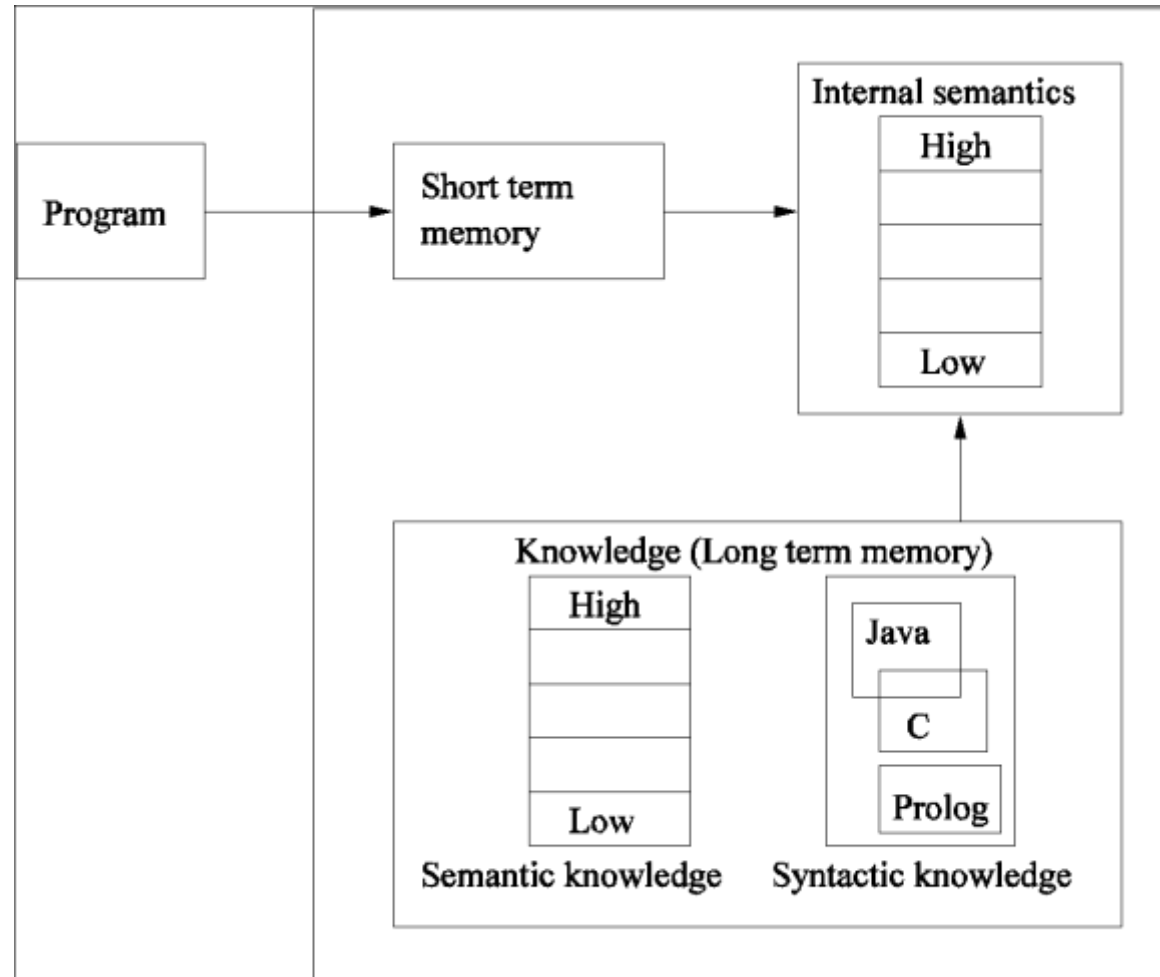 Program
Short term
memory
Internal semantics
High
Low
Knowledge (Long term memory)
High
Low
Semantic knowledge
Java
C
Prolog
Syntactic knowledge